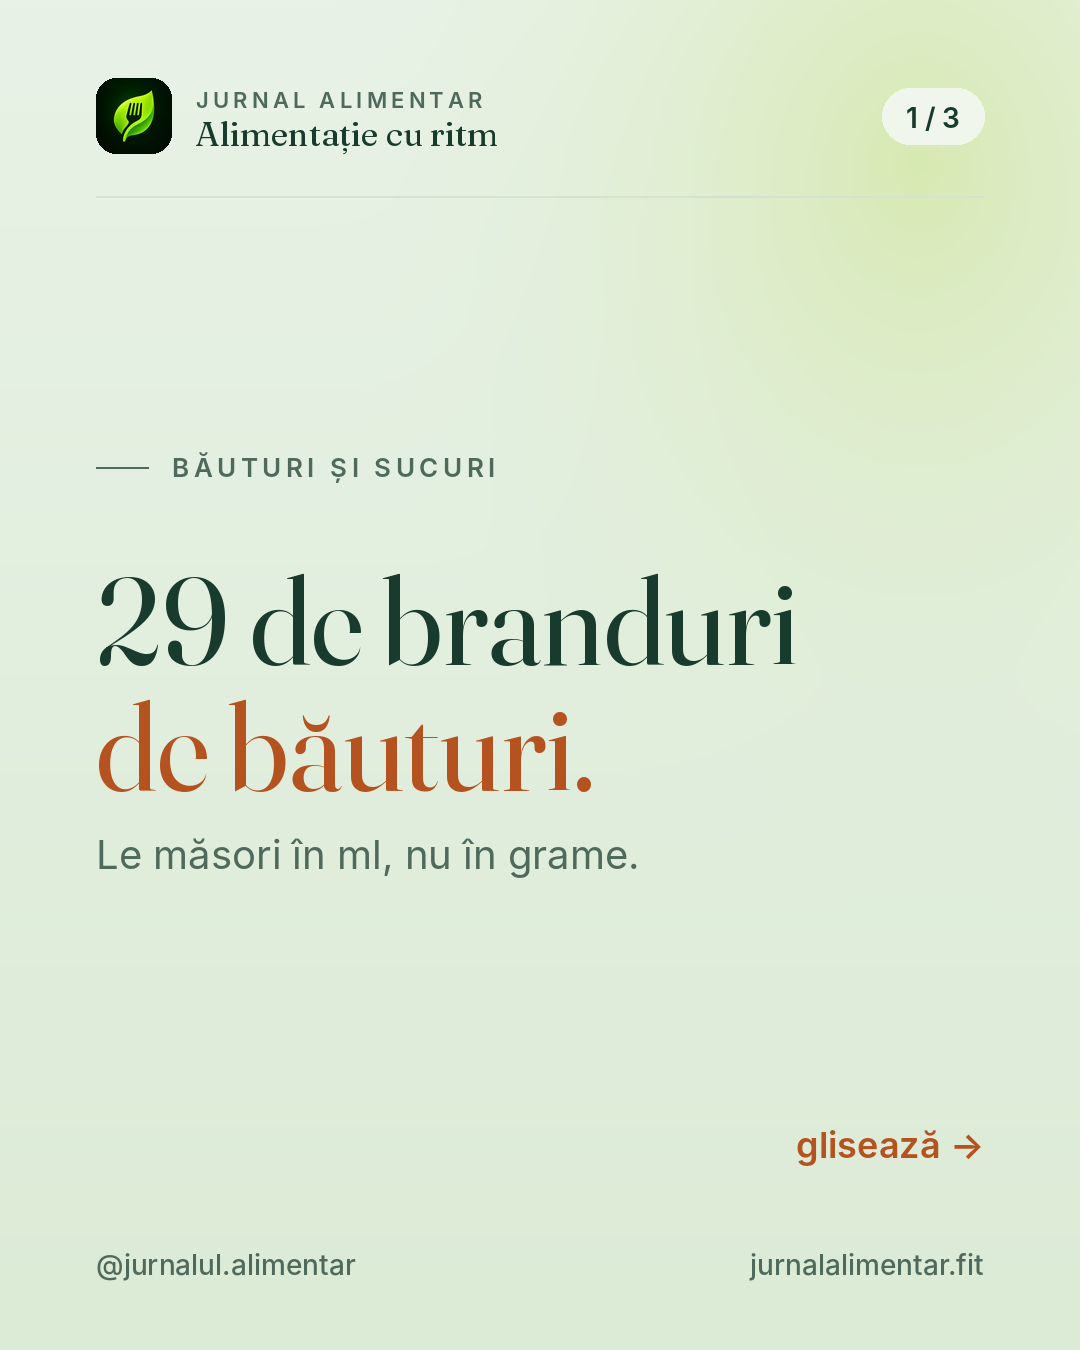 JURNAL ALIMENTAR
Alimentație cu ritm
1 / 3
BĂUTURI ȘI SUCURI
29 de branduri
de băuturi.
Le măsori în ml, nu în grame.
glisează →
@jurnalul.alimentar
jurnalalimentar.fit